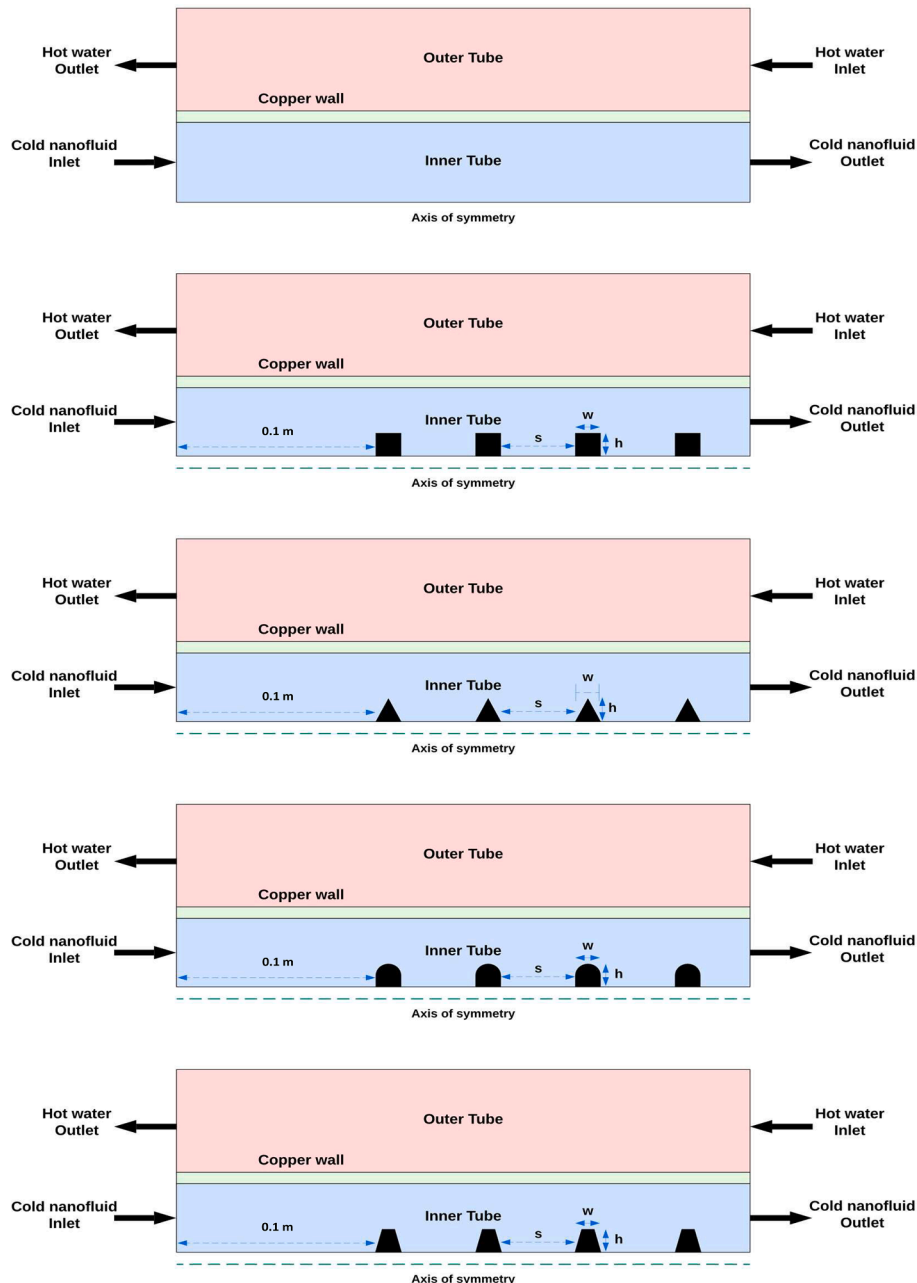 Hot water
Outlet
Outer Tube
Hot water
Inlet
Copper wall
Cold nanofluid
Inlet
Inner Tube
Cold nanofluid
Outlet
Axis of symmetry
Hot water
Outlet
Outer Tube
Hot water
Inlet
Copper wall
Cold nanofluid
Inlet
0.1 m
Inner Tube
s
w
h
Cold nanofluid
Outlet
Axis of symmetry
Hot water
Outlet
Outer Tube
Hot water
Inlet
Copper wall
Cold nanofluid
Inlet
0.1 m
Inner Tube
s
w
h
Cold nanofluid
Outlet
Axis of symmetry
Hot water
Outlet
Outer Tube
Hot water
Inlet
Copper wall
Cold nanofluid
Inlet
0.1 m
Inner Tube
s
w
h
Cold nanofluid
Outlet
Axis of symmetry
Hot water
Outlet
Outer Tube
Hot water
Inlet
Copper wall
Cold nanofluid
Inlet
0.1 m
Inner Tube
s
w
h
Cold nanofluid
Outlet
Axis of symmetry